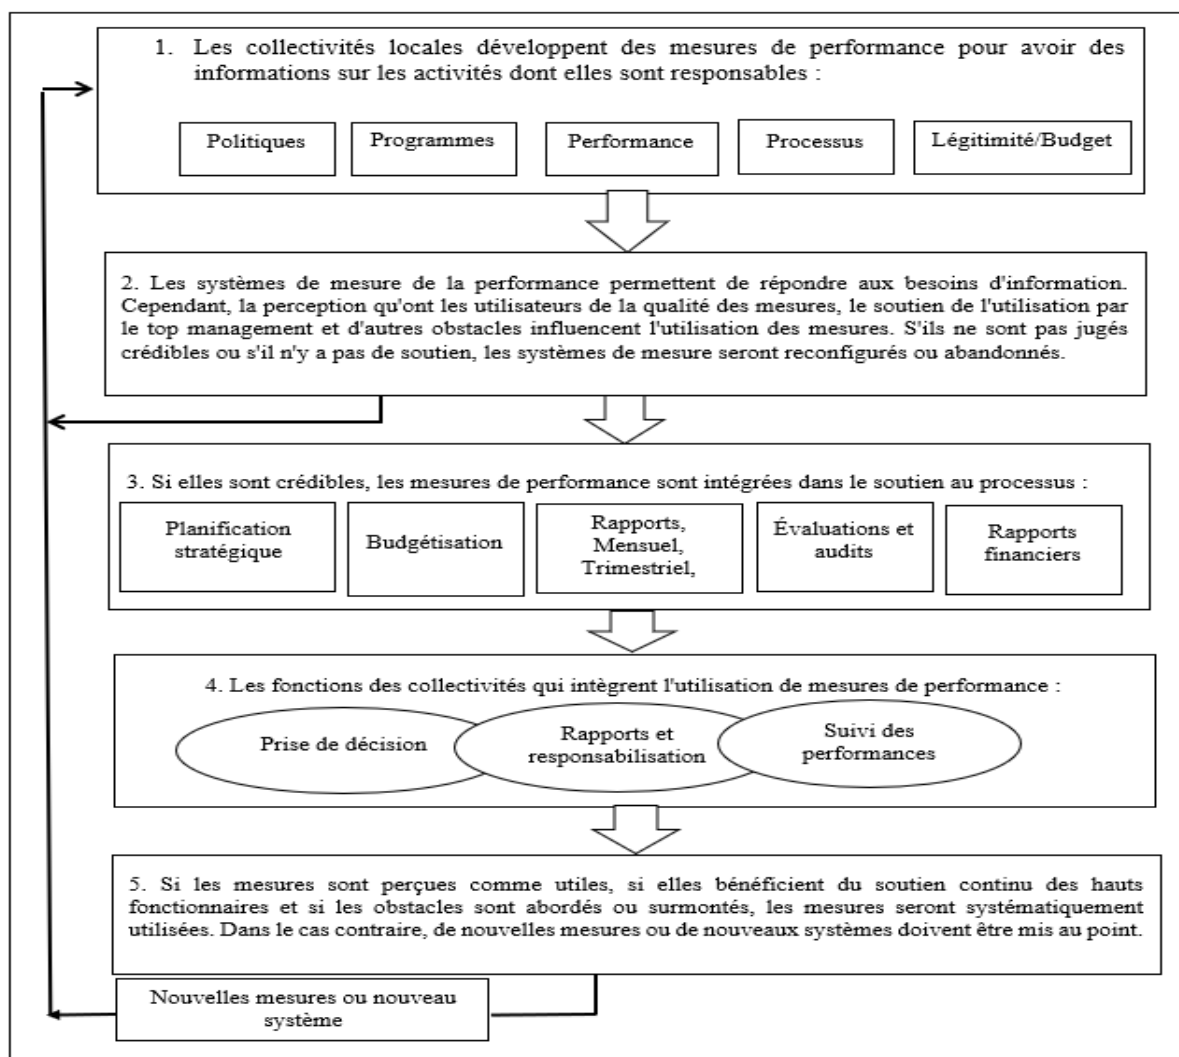 1. Les collectivités locales développent des mesures de performance pour avoir des
informations sur les activités dont elles sont responsables :
Politiques
Programmes
Performance
Processus
Légitimité/Budget
2. Les systèmes de mesure de la performance permettent de répondre aux besoins d'information.
Cependant, la perception qu'ont les utilisateurs de la qualité des mesures, le soutien de l'utilisation par
le top management et d'autres obstacles influencent l'utilisation des mesures. S'ils ne sont pas jugés
crédibles ou s'il n'y a pas de soutien, les systèmes de mesure seront reconfigurés ou abandonnés.
3. Si elles sont crédibles, les mesures de performance sont intégrées dans le soutien au processus :
Planification
stratégique
Budgétisation
Rapports,
Mensuel,
Trimestriel,
Évaluations et
audits
Rapports
financiers
4. Les fonctions des collectivités qui intègrent l'utilisation de mesures de performance :
Prise de décision
Rapports et
responsabilisation
Suivi des
performances
5. Si les mesures sont perçues comme utiles, si elles bénéficient du soutien continu des hauts
fonctionnaires et si les obstacles sont abordés ou surmontés, les mesures seront systématiquement
utilisées. Dans le cas contraire, de nouvelles mesures ou de nouveaux systèmes doivent être mis au point.
Nouvelles mesures ou nouveau
système